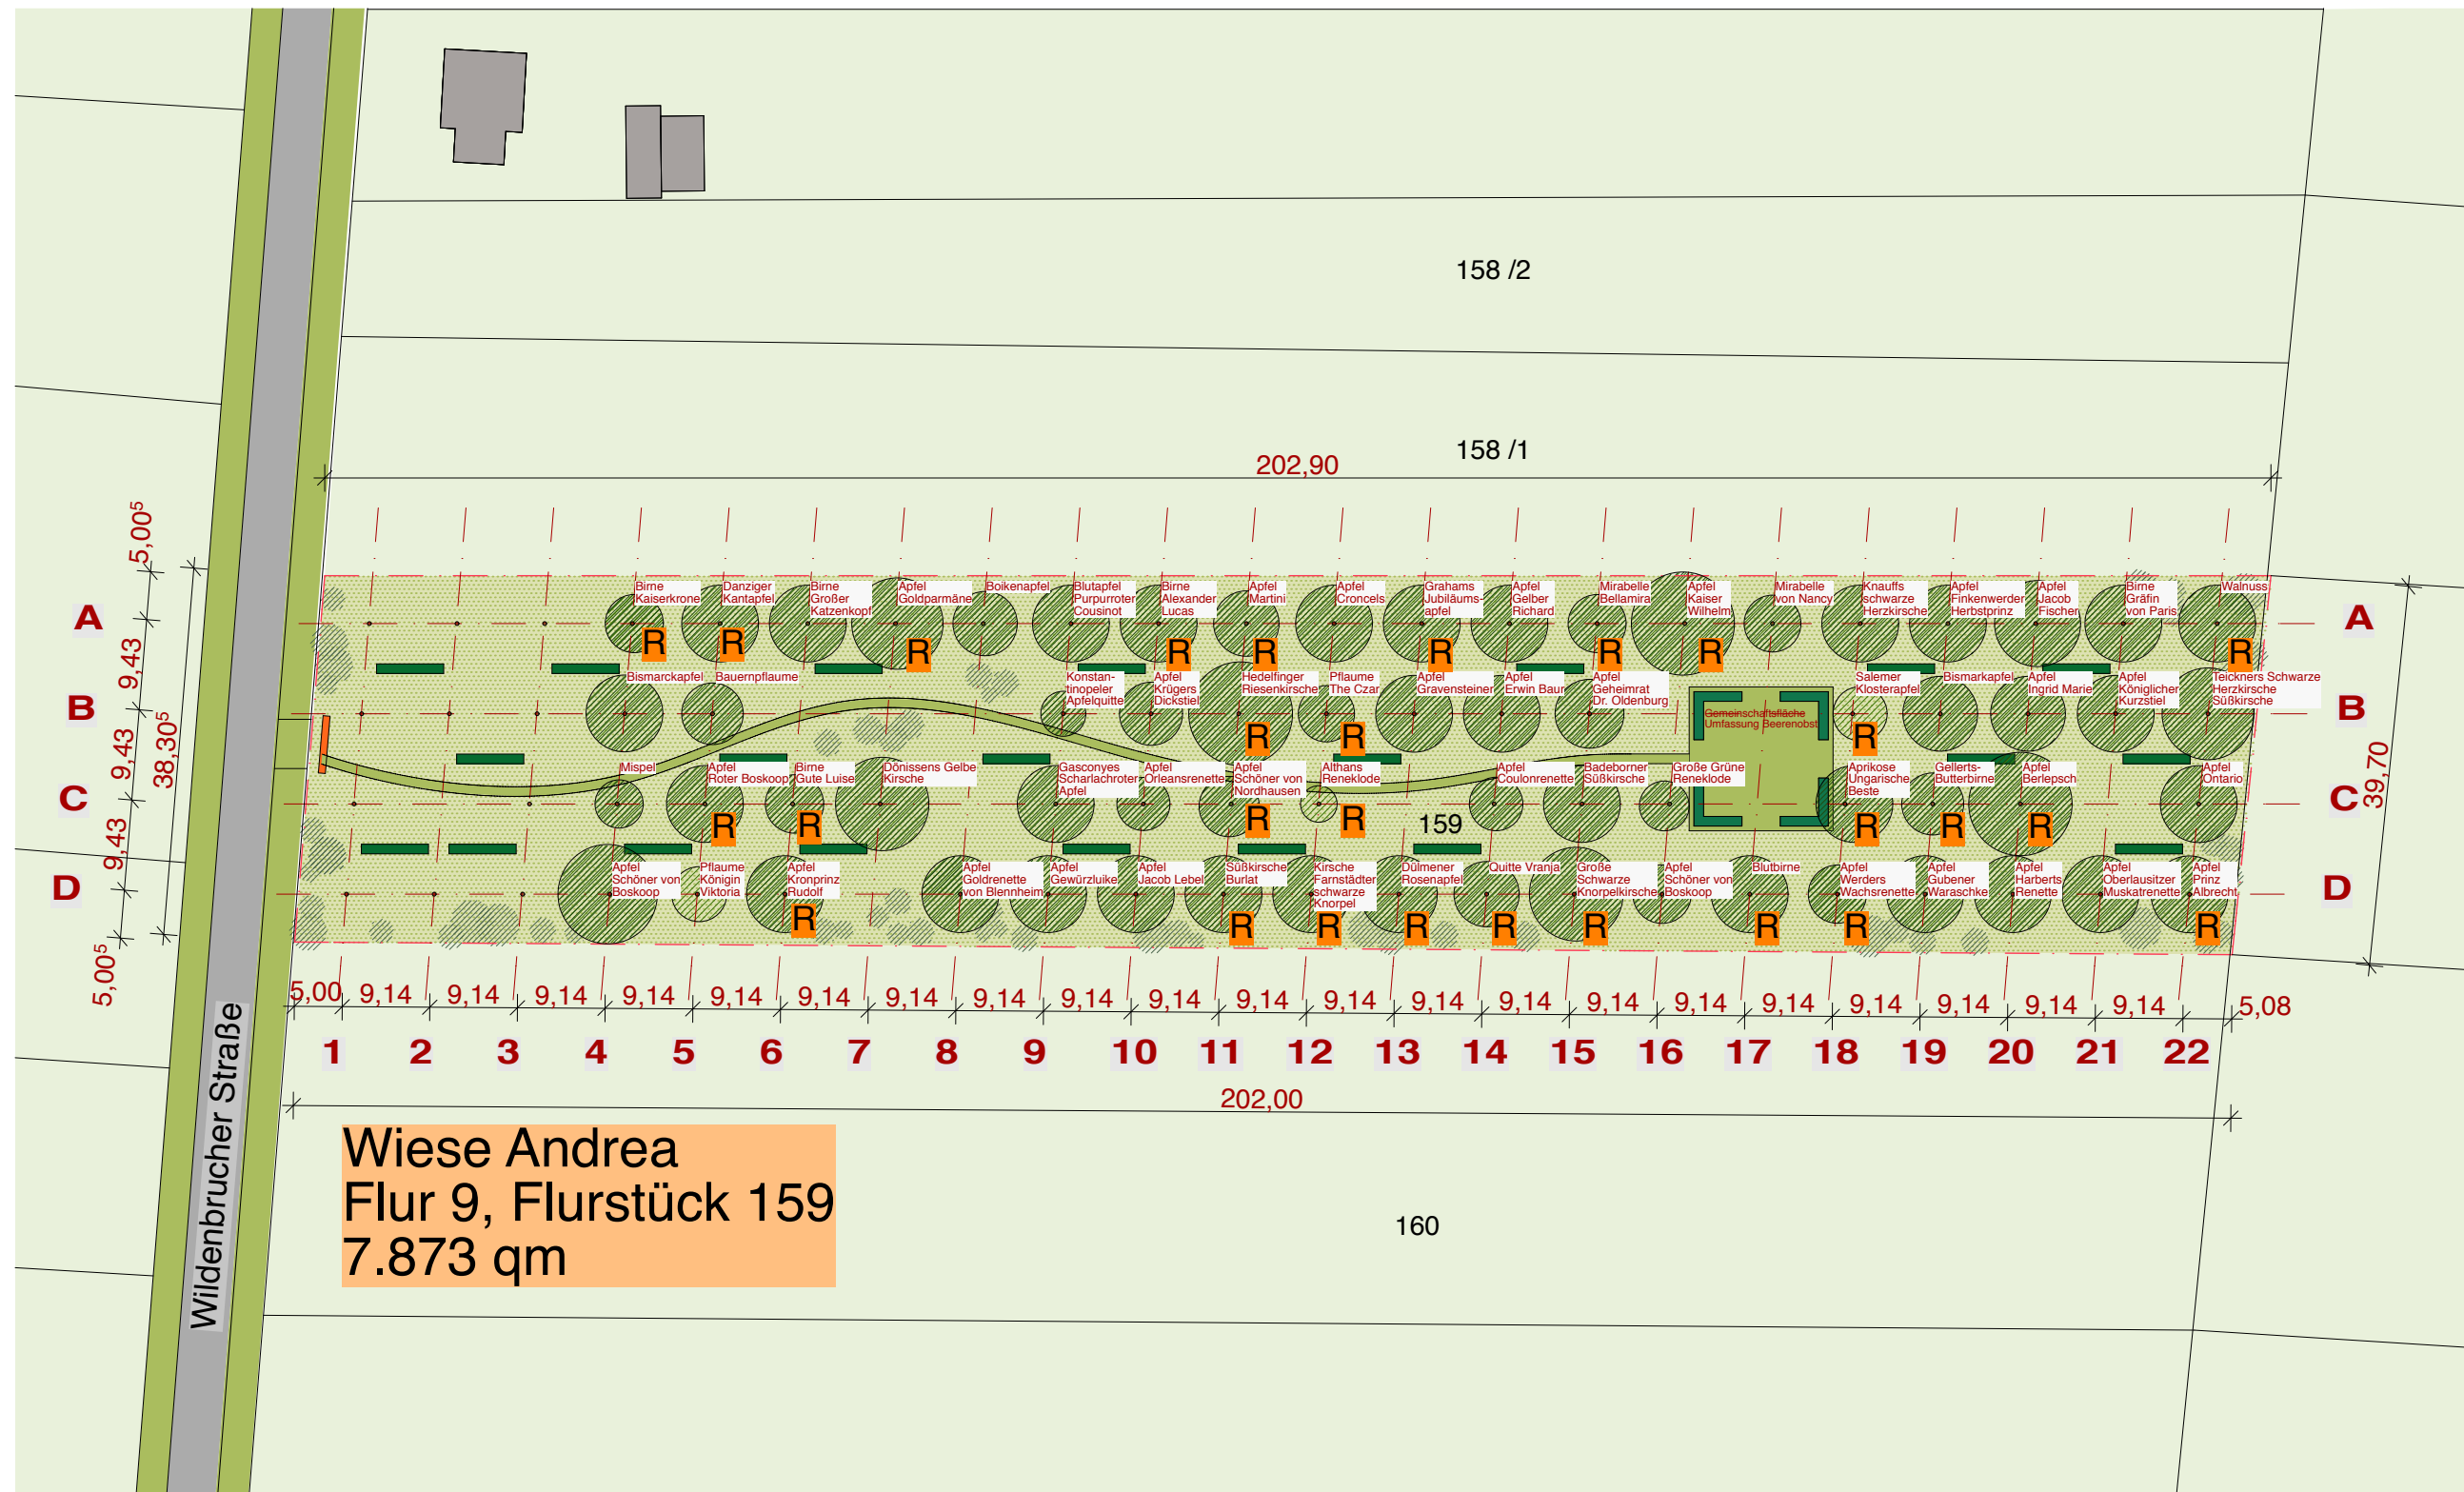 158 /2
158 /1
202,90
5,00⁵
9,43
9,43
9,43
5,00⁵
38,30⁵
39,70
A
Birne
Kaiserkrone
R
Danziger
Kantapfel
R
Birne
Großer
Katzenkopf
Apfel
Goldparmäne
R
Boikenapfel
Blutapfel
Purpurroter
Cousinot
Birne
Alexander
Lucas
R
Apfel
Martini
R
Apfel
Croncels
Grahams
Jubiläums-
apfel
R
Apfel
Gelber
Richard
Mirabelle
Bellamira
R
Apfel
Kaiser
Wilhelm
R
Mirabelle
von Nancy
Knauffs
schwarze
Herzkirsche
Apfel
Finkenwerder
Herbstprinz
Apfel
Jacob
Fischer
Birne
Gräfin
von Paris
Walnuss
R
A
B
Bismarckapfel
Bauernpflaume
Konstan-
tinopeler
Apfelquitte
Apfel
Krügers
Dickstiel
Hedelfinger
Riesenkirsche
R
Pflaume
The Czar
R
Apfel
Gravensteiner
Apfel
Erwin Baur
Apfel
Geheimrat
Dr. Oldenburg
Gemeinschaftsfläche
Umfassung Beerenobst
Salemer
Klosterapfel
R
Bismarkapfel
Apfel
Ingrid Marie
Apfel
Königlicher
Kurzstiel
Teickners Schwarze
Herzkirsche
Süßkirsche
B
C
Mispel
Apfel
Roter Boskoop
R
Birne
Gute Luise
R
Dönissens Gelbe
Kirsche
Gasconyes
Scharlachroter
Apfel
Apfel
Orleansrenette
Apfel
Schöner von
Nordhausen
R
Althans
Reneklode
R
159
Apfel
Coulonrenette
Badeborner
Süßkirsche
Große Grüne
Reneklode
Aprikose
Ungarische
Beste
R
Gellerts-
Butterbirne
R
Apfel
Berlepsch
R
Apfel
Ontario
C
D
Apfel
Schöner von
Boskoop
Pflaume
Königin
Viktoria
Apfel
Kronprinz
Rudolf
R
Apfel
Goldrenette
von Blennheim
Apfel
Gewürzluike
Apfel
Jacob Lebel
Süßkirsche
Burlat
R
Kirsche
Farnstädter
schwarze
Knorpel
R
Dülmener
Rosenapfel
R
Quitte Vranja
R
Große
Schwarze
Knorpelkirsche
R
Apfel
Schöner von
Boskoop
Blutbirne
R
Apfel
Werders
Wachsrenette
R
Apfel
Gubener
Waraschke
Apfel
Harberts
Renette
Apfel
Oberlausitzer
Muskatrenette
Apfel
Prinz
Albrecht
R
D
5,00 9,14 9,14 9,14 9,14 9,14 9,14 9,14 9,14 9,14 9,14 9,14 9,14 9,14 9,14 9,14 9,14 9,14 9,14 9,14 9,14 9,14 5,08
1 2 3 4 5 6 7 8 9 10 11 12 13 14 15 16 17 18 19 20 21 22
202,00
Wiese Andrea
Flur 9, Flurstück 159
7.873 qm
160
Wildenbrucher Straße